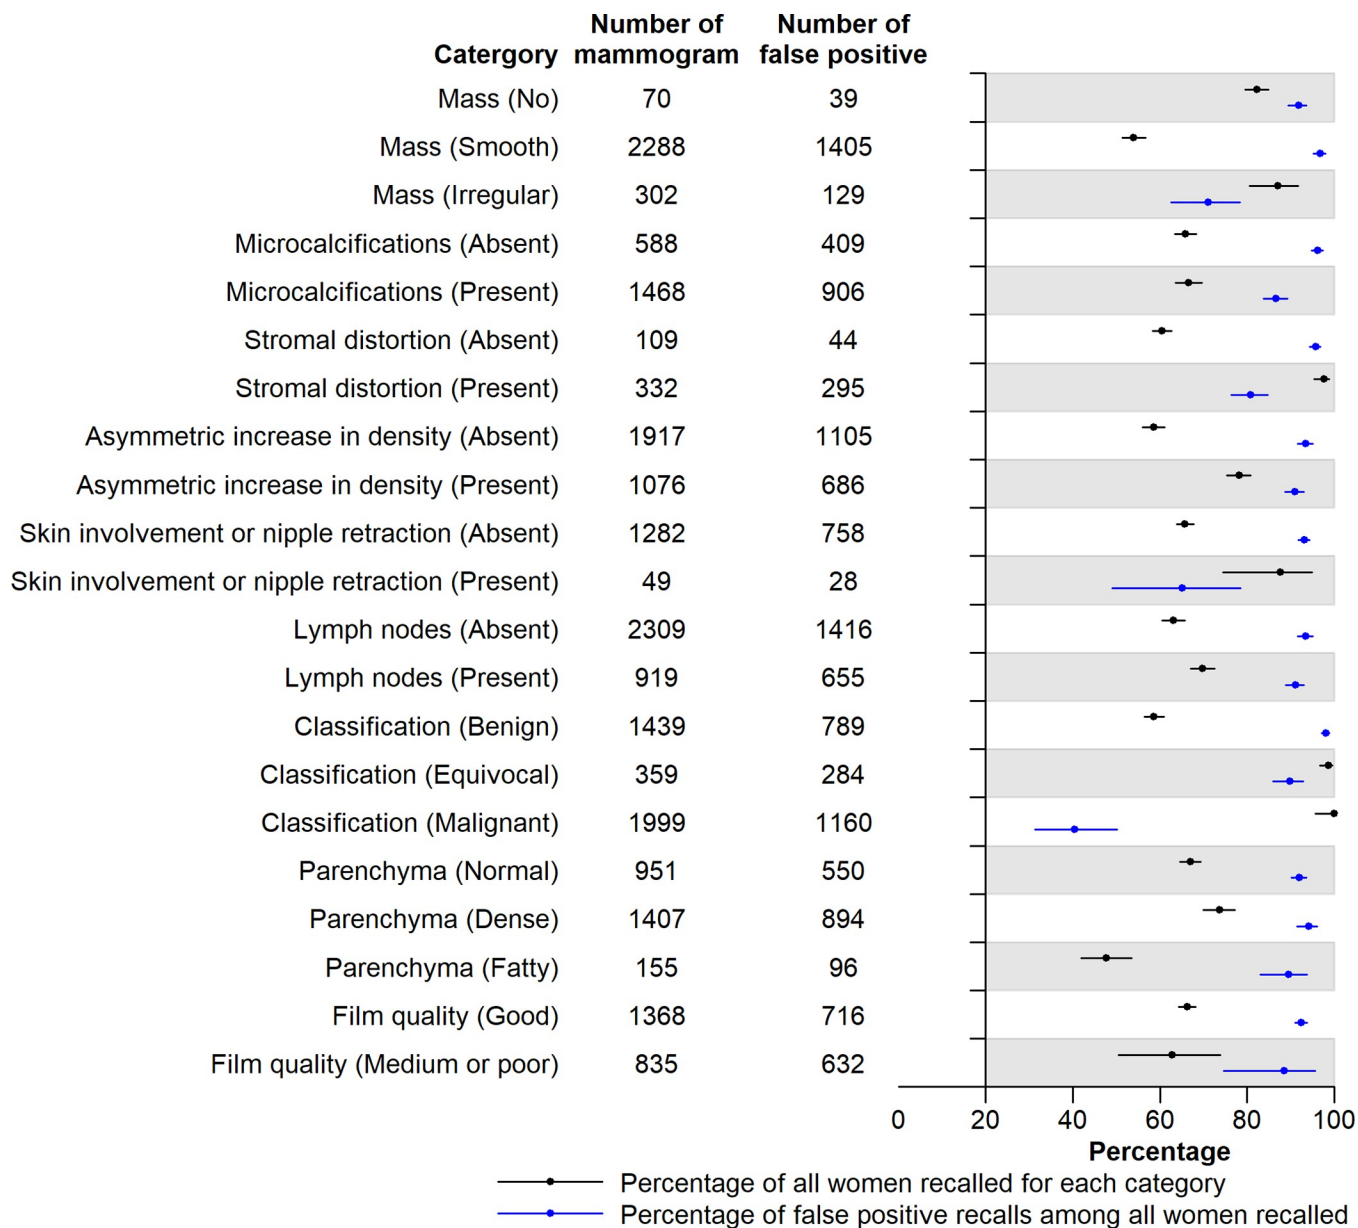 Number of Number of
Catergory mammogram false positive
Mass (No) 70 39
Mass (Smooth) 2288 1405
Mass (Irregular) 302 129
Microcalcifications (Absent) 588 409
Microcalcifications (Present) 1468 906
Stromal distortion (Absent) 109 44
Stromal distortion (Present) 332 295
Asymmetric increase in density (Absent) 1917 1105
Asymmetric increase in density (Present) 1076 686
Skin involvement or nipple retraction (Absent) 1282 758
Skin involvement or nipple retraction (Present) 49 28
Lymph nodes (Absent) 2309 1416
Lymph nodes (Present) 919 655
Classification (Benign) 1439 789
Classification (Equivocal) 359 284
Classification (Malignant) 1999 1160
Parenchyma (Normal) 951 550
Parenchyma (Dense) 1407 894
Parenchyma (Fatty) 155 96
Film quality (Good) 1368 716
Film quality (Medium or poor) 835 632
0 20 40 60 80 100
Percentage
Percentage of all women recalled for each category
Percentage of false positive recalls among all women recalled